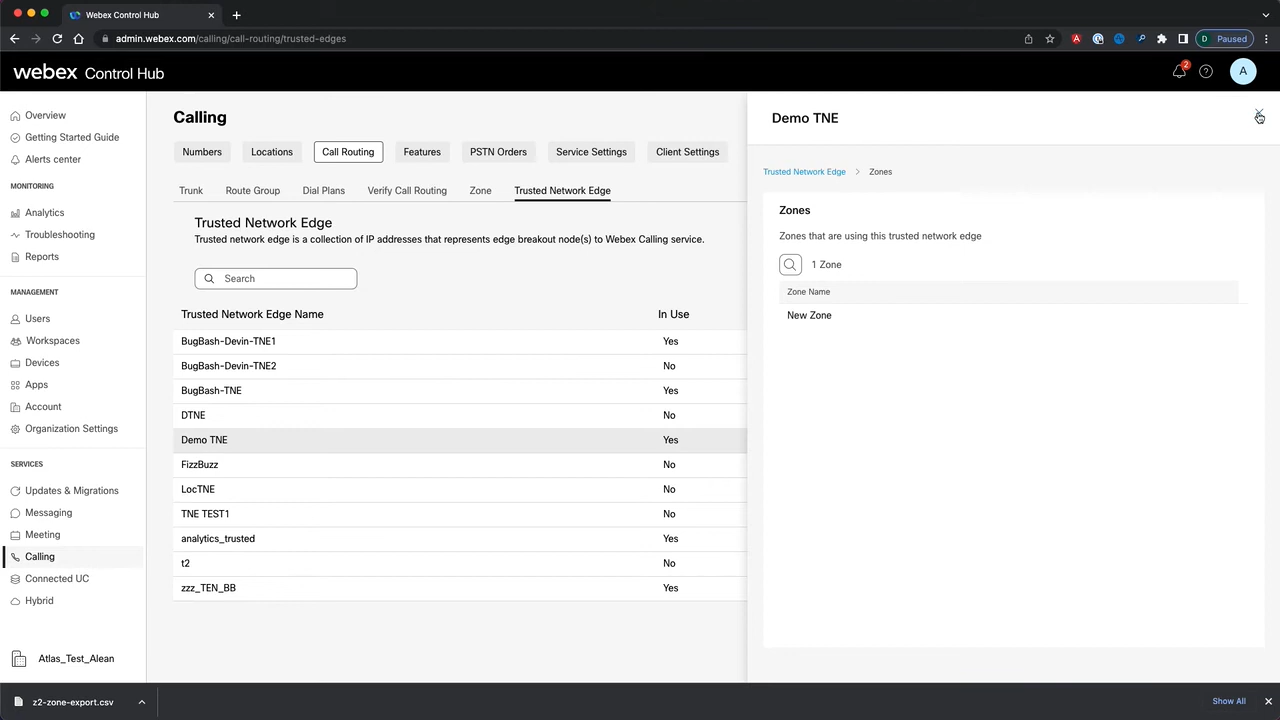 Webex Control Hub
admin.webex.com/calling/call-routing/trusted-edges
D Paused
webex Control Hub
2
A
Overview
Getting Started Guide
Alerts center
MONITORING
Analytics
Troubleshooting
Reports
MANAGEMENT
Users
Workspaces
Devices
Apps
Account
Organization Settings
SERVICES
Updates & Migrations
Messaging
Meeting
Calling
Connected UC
Hybrid
Atlas_Test_Alean
Calling
Numbers Locations Call Routing Features PSTN Orders Service Settings Client Settings
Trunk Route Group Dial Plans Verify Call Routing Zone Trusted Network Edge
Trusted Network Edge
Trusted network edge is a collection of IP addresses that represents edge breakout node(s) to Webex Calling service.
Search
Trusted Network Edge Name In Use
BugBash-Devin-TNE1 Yes
BugBash-Devin-TNE2 No
BugBash-TNE Yes
DTNE No
Demo TNE Yes
FizzBuzz No
LocTNE No
TNE TEST1 No
analytics_trusted Yes
t2 No
zzz_TEN_BB Yes
Demo TNE
Trusted Network Edge > Zones
Zones
Zones that are using this trusted network edge
1 Zone
Zone Name
New Zone
z2-zone-export.csv
Show All